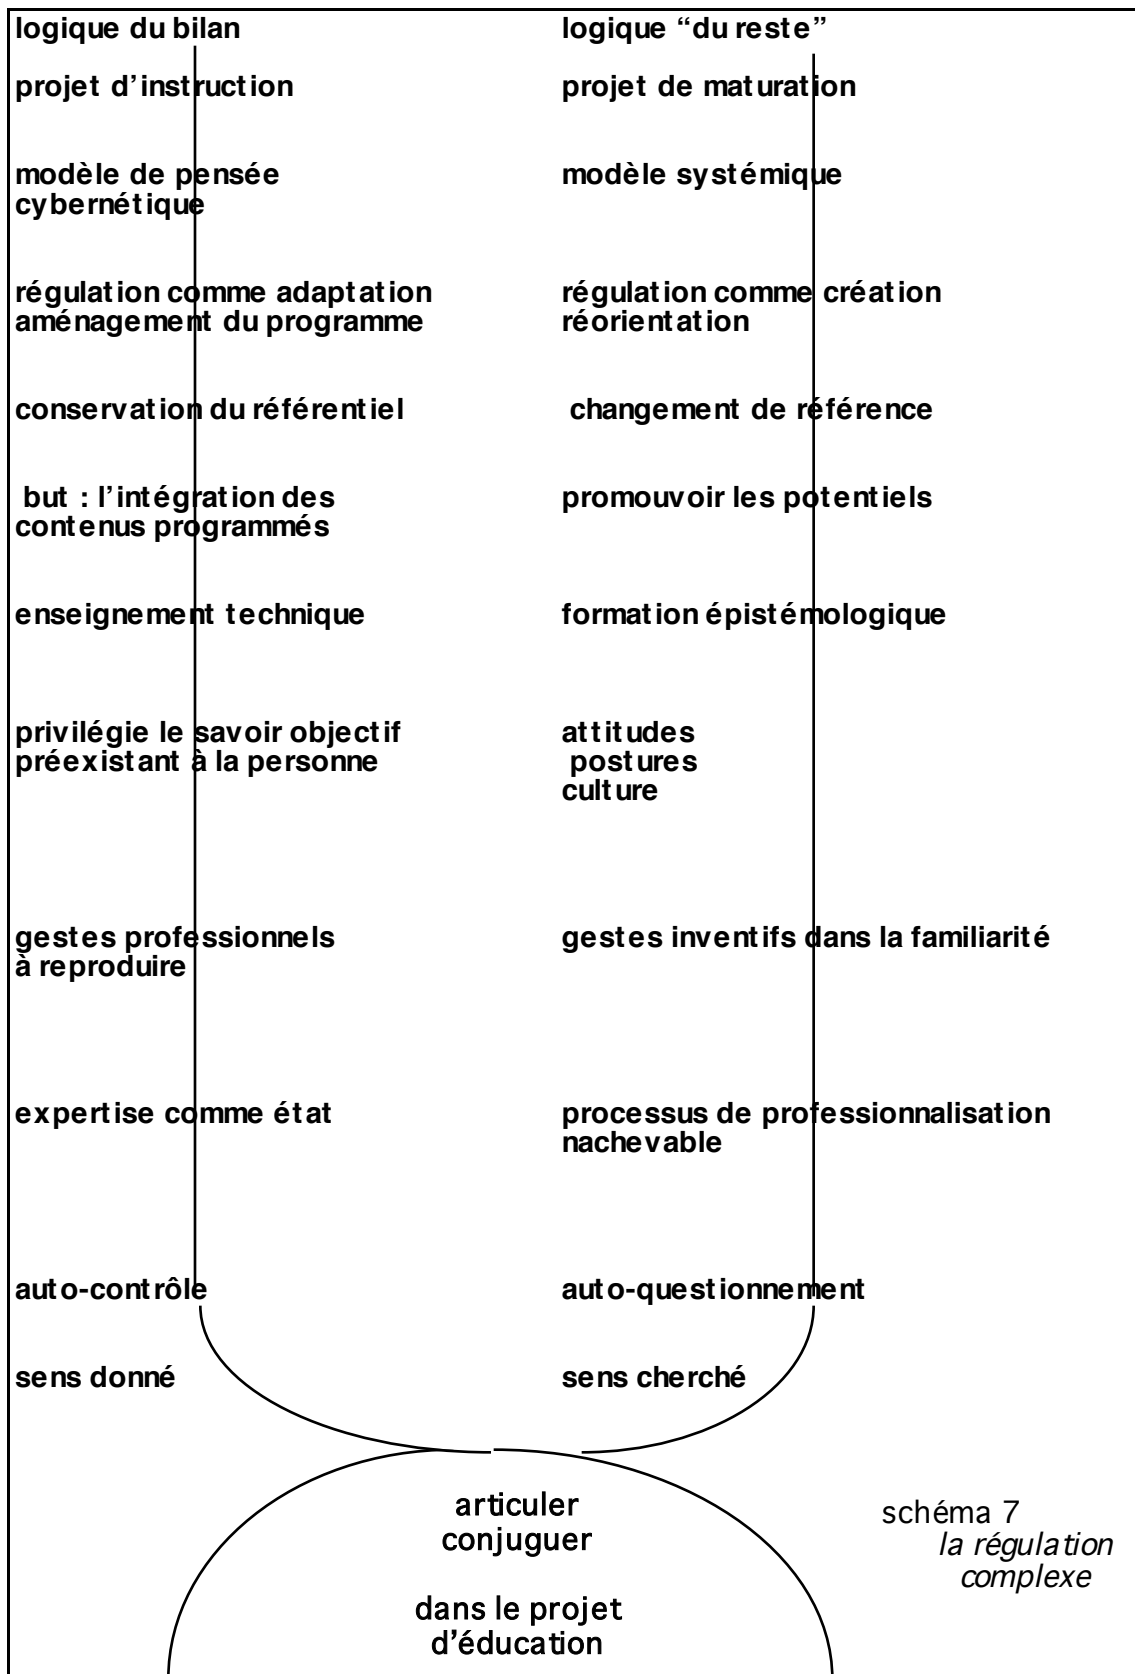 logique du bilan
logique “du reste”
projet d’instruction
projet de maturation
modèle de pensée
cybernétique
modèle systémique
régulation comme adaptation
aménagement du programme
régulation comme création
réorientation
conservation du référentiel
changement de référence
but : l’intégration des
contenus programmés
promouvoir les potentiels
enseignement technique
formation épistémologique
privilégie le savoir objectif
préexistant à la personne
attitudes
postures
culture
gestes professionnels
à reproduire
gestes inventifs dans la familiarité
expertise comme état
processus de professionnalisation
nachevable
auto-contrôle
auto-questionnement
sens donné
sens cherché
articuler
conjuguer
dans le projet
d’éducation
schéma 7
la régulation
complexe